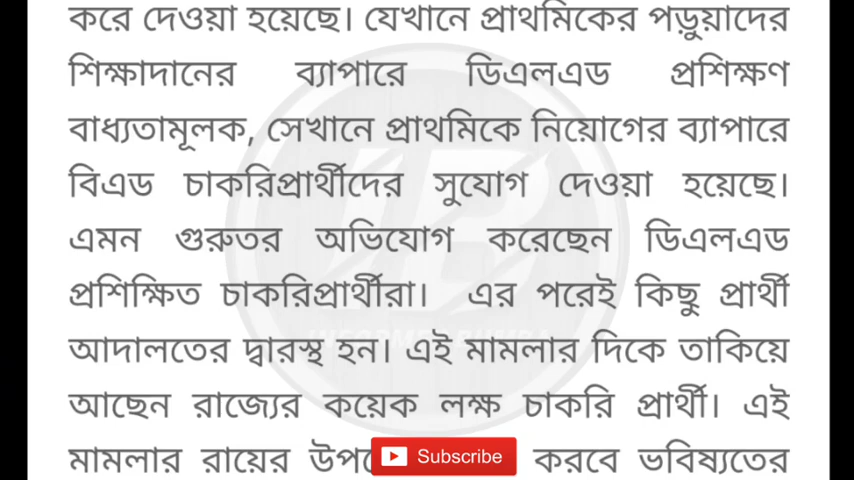 করে দেওয়া হয়েছে। যেখানে প্রাথমিকের পড়ুয়াদের
শিক্ষাদানের ব্যাপারে ডিএলএড প্রশিক্ষণ
বাধ্যতামূলক, সেখানে প্রাথমিকে নিয়োগের ব্যাপারে
বিএড চাকরিপ্রার্থীদের সুযোগ দেওয়া হয়েছে।
এমন গুরুতর অভিযোগ করেছেন ডিএলএড
প্রশিক্ষিত চাকরিপ্রার্থীরা। এর পরেই কিছু প্রার্থী
আদালতের দ্বারস্থ হন। এই মামলার দিকে তাকিয়ে
আছেন রাজ্যের কয়েক লক্ষ চাকরি প্রার্থী। এই
মামলার রায়ের করবে ভবিষ্যতের
Subscribe